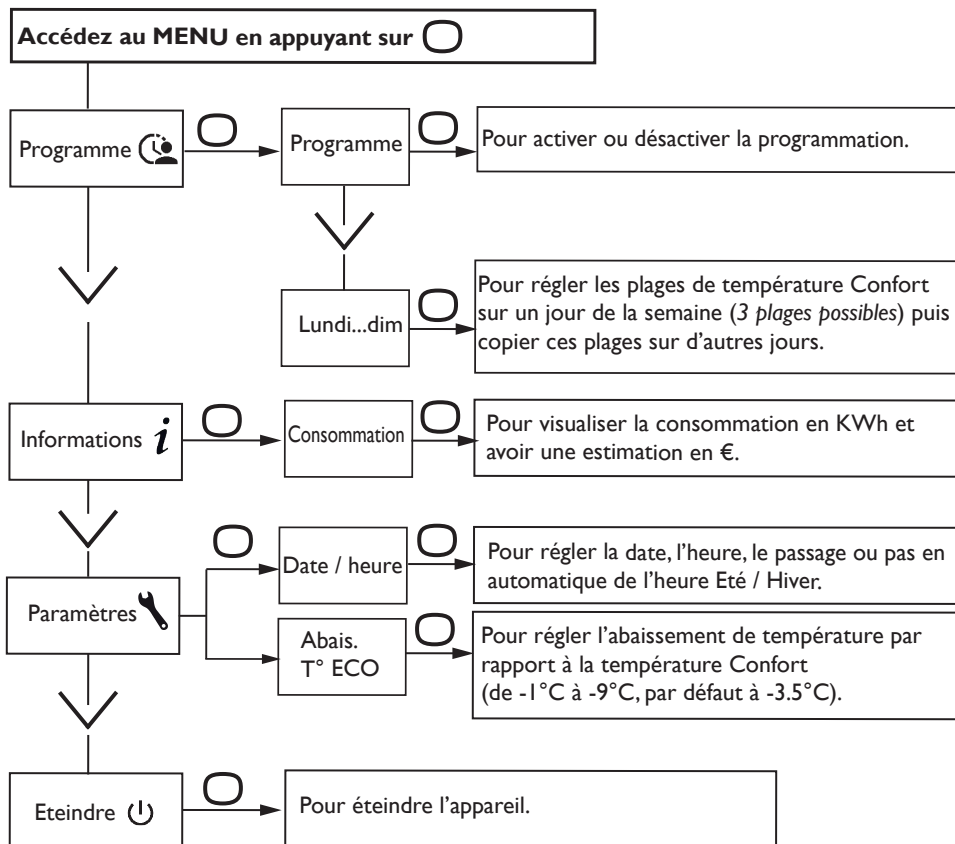 Accédez au MENU en appuyant sur
Programme
Programme
Pour activer ou désactiver la programmation.
Lundi...dim
Pour régler les plages de température Confort
sur un jour de la semaine (3 plages possibles) puis
copier ces plages sur d'autres jours.
Informations i
Consommation
Pour visualiser la consommation en KWh et
avoir une estimation en €.
Paramètres
Date / heure
Pour régler la date, l'heure, le passage ou pas en
automatique de l'heure Eté / Hiver.
Abais.
T° ECO
Pour régler l'abaissement de température par
rapport à la température Confort
(de -1°C à -9°C, par défaut à -3.5°C).
Eteindre
Pour éteindre l'appareil.